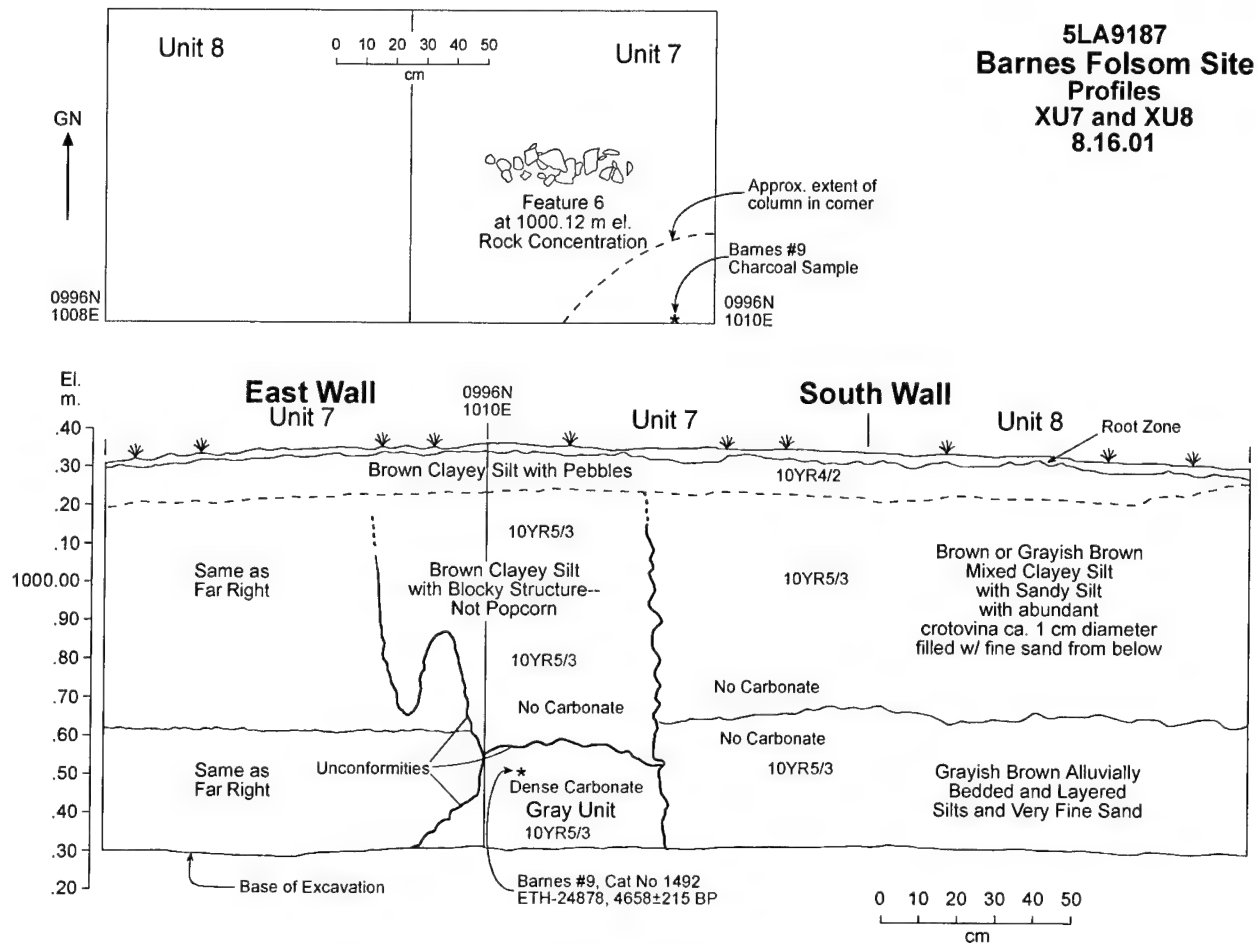 5LA9187
Barnes Folsom Site
Profiles
XU7 and XU8
8.16.01
Unit 8
0 10 20 30 40 50
cm
Unit 7
GN
Feature 6
at 1000.12 m el.
Rock Concentration
Approx. extent of
column in corner
Barnes #9
Charcoal Sample
*
0996N
1008E
0996N
1010E
El.
m.
East Wall
Unit 7
0996N
1010E
Unit 7
South Wall
Unit 8
Root Zone
.40
.30
.20
.10
1000.00
.90
.80
.70
.60
.50
.40
.30
.20
Brown Clayey Silt with Pebbles
10YR4/2
Same as
Far Right
10YR5/3
Brown Clayey Silt
with Blocky Structure--
Not Popcorn
10YR5/3
No Carbonate
10YR5/3
No Carbonate
Brown or Grayish Brown
Mixed Clayey Silt
with Sandy Silt
with abundant
crotovina ca. 1 cm diameter
filled w/ fine sand from below
Same as
Far Right
Unconformities
*
Dense Carbonate
Gray Unit
10YR5/3
No Carbonate
10YR5/3
Grayish Brown Alluvially
Bedded and Layered
Silts and Very Fine Sand
Base of Excavation
Barnes #9, Cat No 1492
ETH-24878, 4658±215 BP
0 10 20 30 40 50
cm